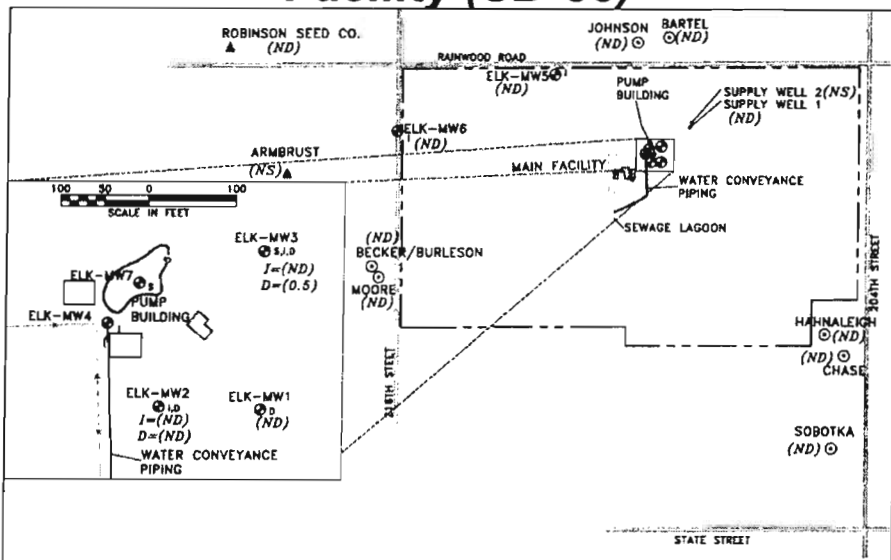 ROBINSON SEED CO.
(ND)
JOHNSON
(ND)
BARTEL
(ND)
RAINWOOD ROAD
ELK-MW5
(ND)
PUMP
BUILDING
SUPPLY WELL 2(NS)
SUPPLY WELL 1
(ND)
ELK-MW6
(ND)
ARMBRUST
(NS)
MAIN FACILITY
WATER CONVEYANCE
PIPING
SEWAGE LAGOON
100 50 0 100
SCALE IN FEET
ELK-MW3
S,I,D
I=(ND)
D=(0.5)
ELK-MW7
S
PUMP
BUILDING
ELK-MW4
ELK-MW2
I,D
I=(ND)
D=(ND)
ELK-MW1
D
(ND)
WATER CONVEYANCE
PIPING
(ND)
BECKER/BURLESON
MOORE
(ND)
216TH STEET
204TH STREET
HAHNALEIGH
(ND)
(ND)
CHASE
SOBOTKA
(ND)
STATE STREET